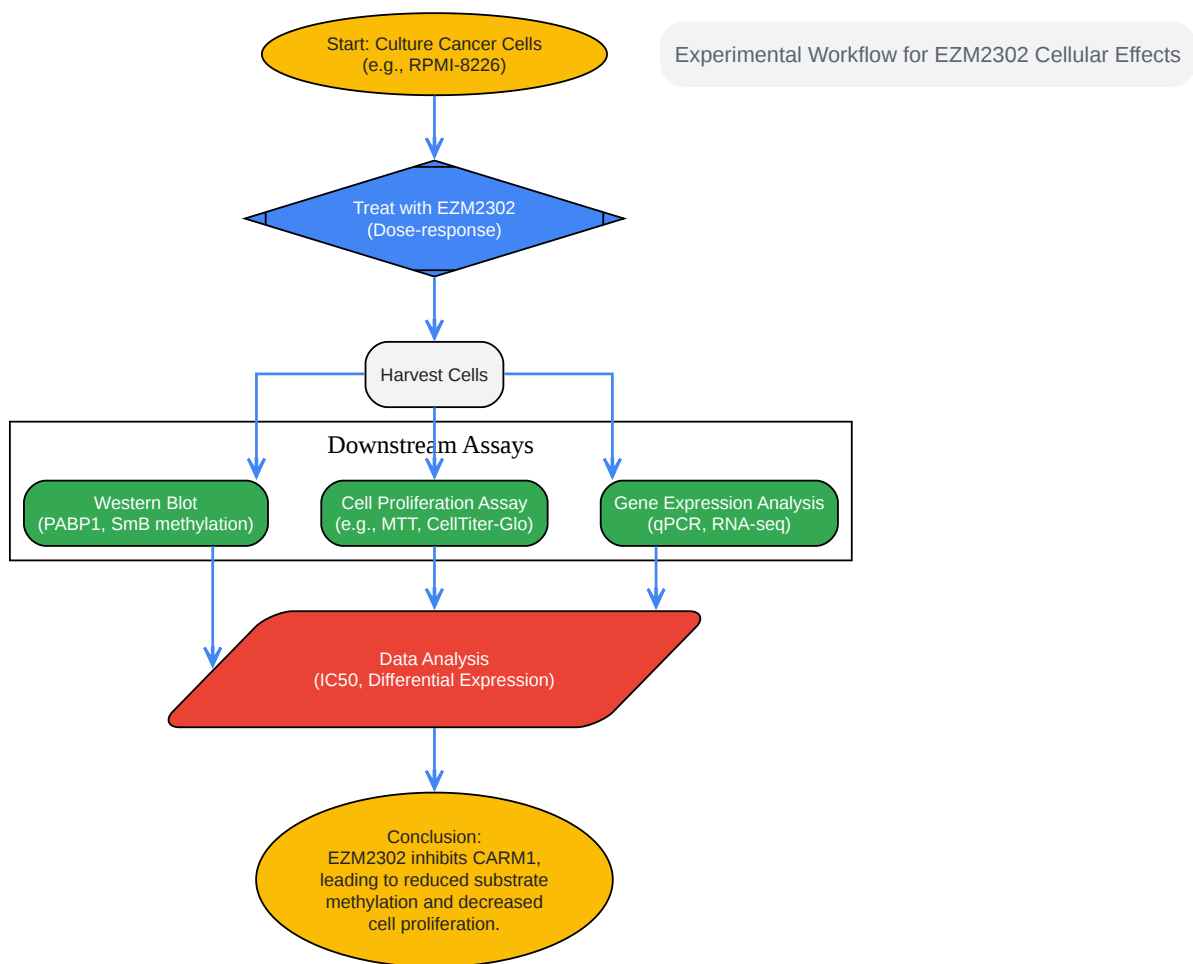 Start: Culture Cancer Cells
(e.g., RPMI-8226)
Experimental Workflow for EZM2302 Cellular Effects
Treat with EZM2302
(Dose-response)
Harvest Cells
Downstream Assays
Western Blot
(PABP1, SmB methylation)
Cell Proliferation Assay
(e.g., MTT, CellTiter-Glo)
Gene Expression Analysis
(qPCR, RNA-seq)
Data Analysis
(IC50, Differential Expression)
Conclusion:
EZM2302 inhibits CARM1,
leading to reduced substrate
methylation and decreased
cell proliferation.